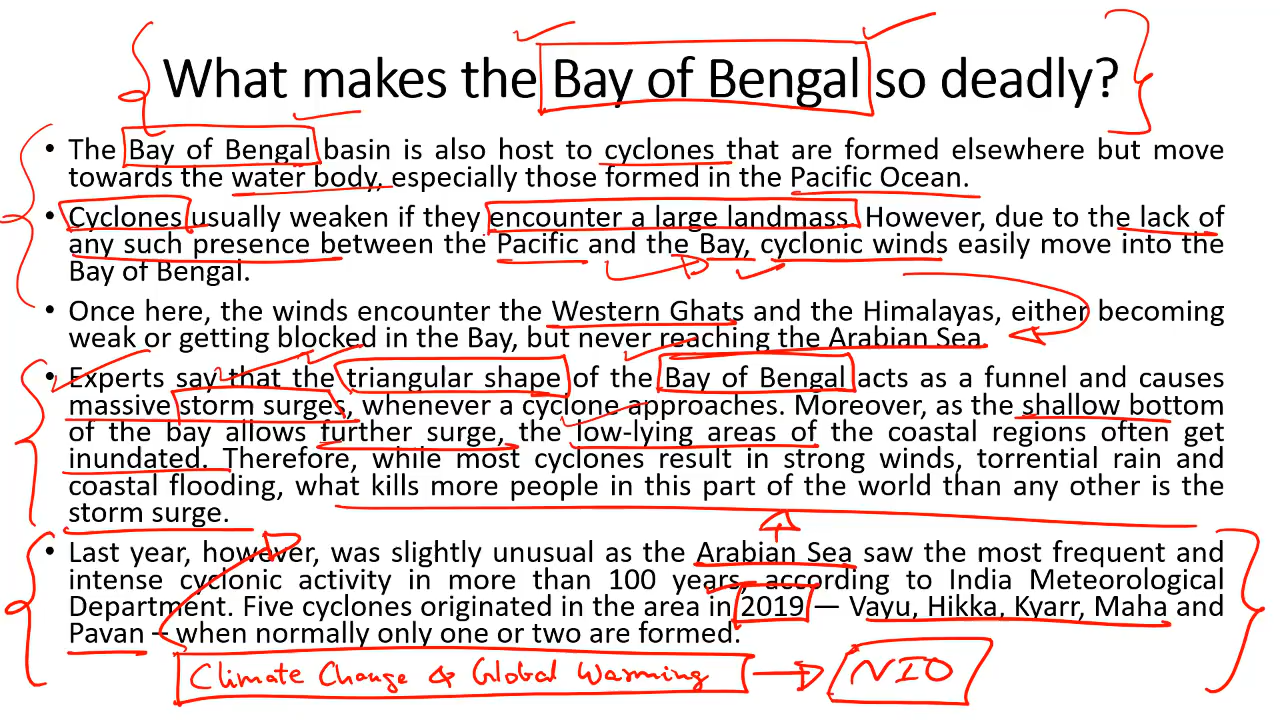 What makes the Bay of Bengal so deadly?
• The Bay of Bengal basin is also host to cyclones that are formed elsewhere but move
towards the water body, especially those formed in the Pacific Ocean.
• Cyclones usually weaken if they encounter a large landmass. However, due to the lack of
any such presence between the Pacific and the Bay, cyclonic winds easily move into the
Bay of Bengal.
• Once here, the winds encounter the Western Ghats and the Himalayas, either becoming
weak or getting blocked in the Bay, but never reaching the Arabian Sea.
• Experts say that the triangular shape of the Bay of Bengal acts as a funnel and causes
massive storm surges, whenever a cyclone approaches. Moreover, as the shallow bottom
of the bay allows further surge, the low-lying areas of the coastal regions often get
inundated. Therefore, while most cyclones result in strong winds, torrential rain and
coastal flooding, what kills more people in this part of the world than any other is the
storm surge.
• Last year, however, was slightly unusual as the Arabian Sea saw the most frequent and
intense cyclonic activity in more than 100 years, according to India Meteorological
Department. Five cyclones originated in the area in 2019 — Vayu, Hikka, Kyarr, Maha and
Pavan – when normally only one or two are formed.
Climate Change & Global Warming → NIO